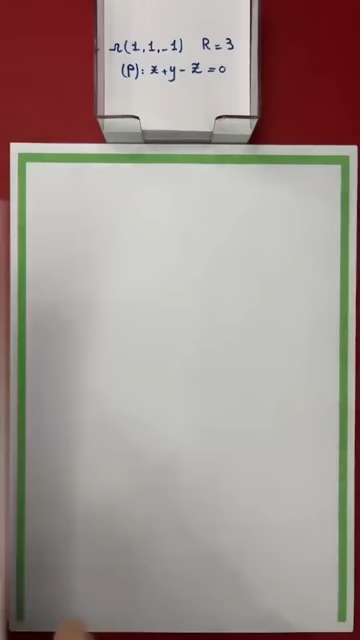 Ω(1,1,-1) R=3
(P): x+y-z=0